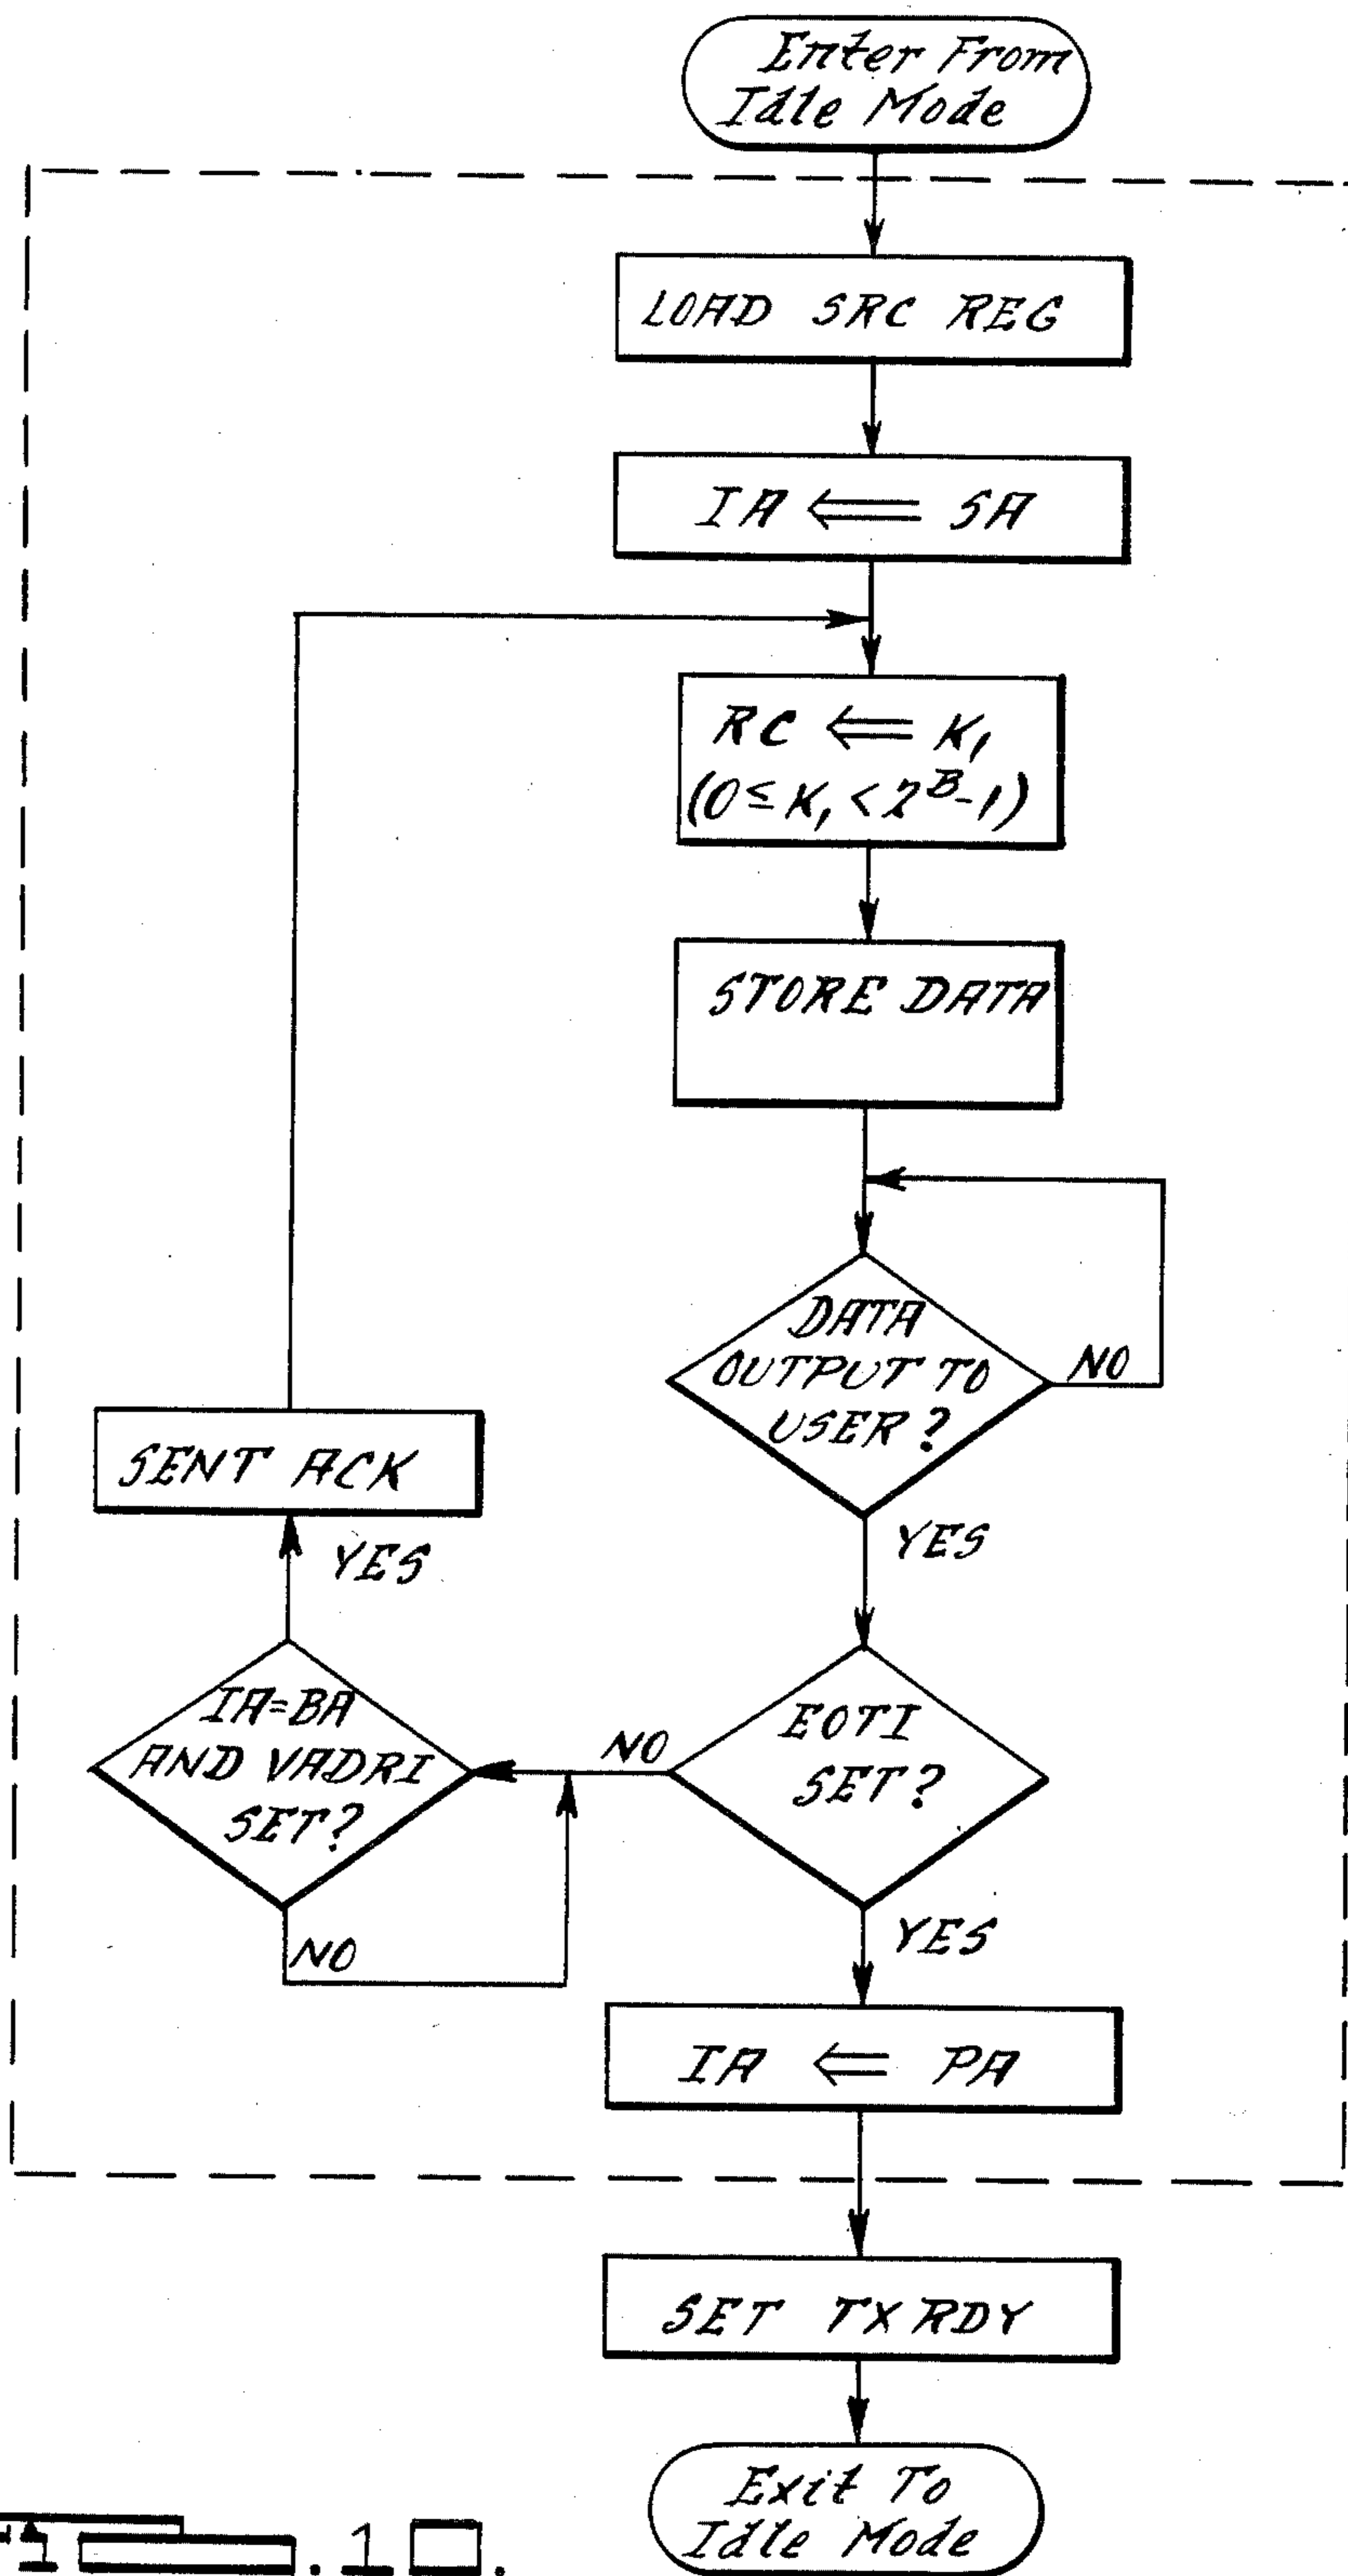 Enter From
Idle Mode
LOAD SRC REG
IA ⇐ SA
RC ⇐ K₁
(0 ≤ K₁ < 2ᴮ-1)
STORE DATA
DATA
OUTPUT TO
USER?
NO
YES
EOTI
SET?
NO
YES
IA=BA
AND VADRI
SET?
NO
YES
SENT ACK
IA ⇐ PA
SET TXRDY
Exit To
Idle Mode